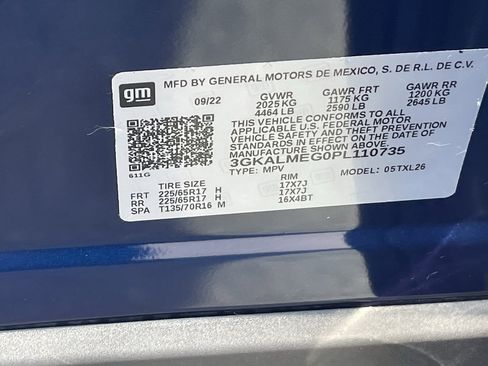 gm
MFD BY GENERAL MOTORS DE MEXICO, S. DE R.L. DE C.V.
09/22 GVWR GAWR FRT GAWR RR
2025 KG 1175 KG 1200 KG
4464 LB 2590 LB 2645 LB
THIS VEHICLE CONFORMS TO ALL
APPLICABLE U.S. FEDERAL MOTOR
VEHICLE SAFETY AND THEFT PREVENTION
STANDARDS IN EFFECT ON THE DATE OF
MANUFACTURE SHOWN ABOVE.
3GKALMEG0PL110735
611G TYPE: MPV MODEL: 05TXL26
TIRE SIZE RIM
FRT 225/65R17 H 17X7J
RR 225/65R17 H 17X7J
SPA T135/70R16 M 16X4BT